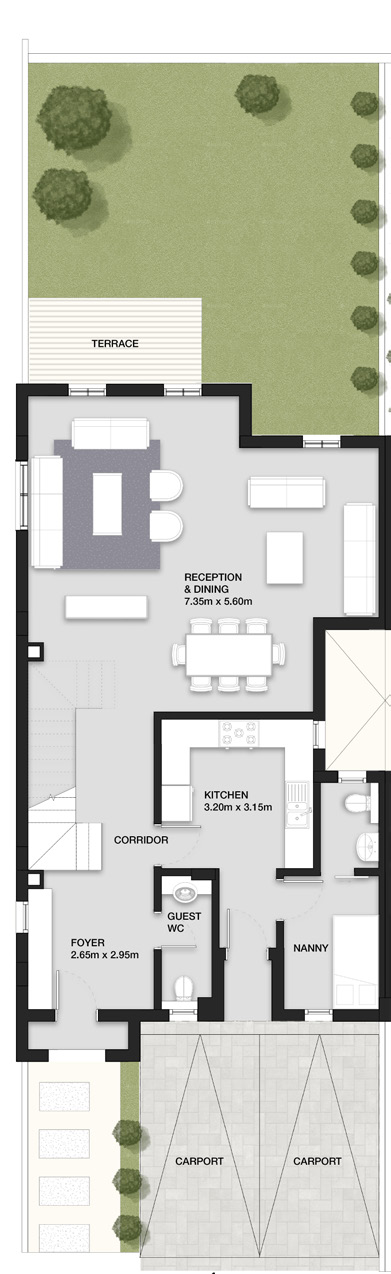 TERRACE
RECEPTION
& DINING
7.35m x 5.60m
KITCHEN
3.20m x 3.15m
CORRIDOR
GUEST
WC
FOYER
2.65m x 2.95m
NANNY
CARPORT
CARPORT